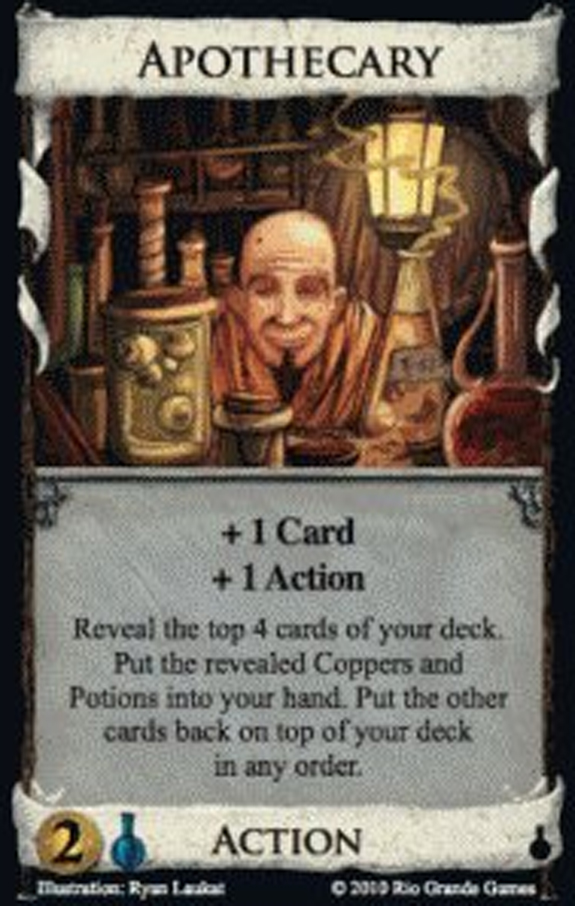 APOTHECARY
+ 1 Card
+ 1 Action
Reveal the top 4 cards of your deck.
Put the revealed Coppers and
Potions into your hand. Put the other
cards back on top of your deck
in any order.
2 ACTION
Illustration: Ryan Laukat © 2010 Rio Grande Games